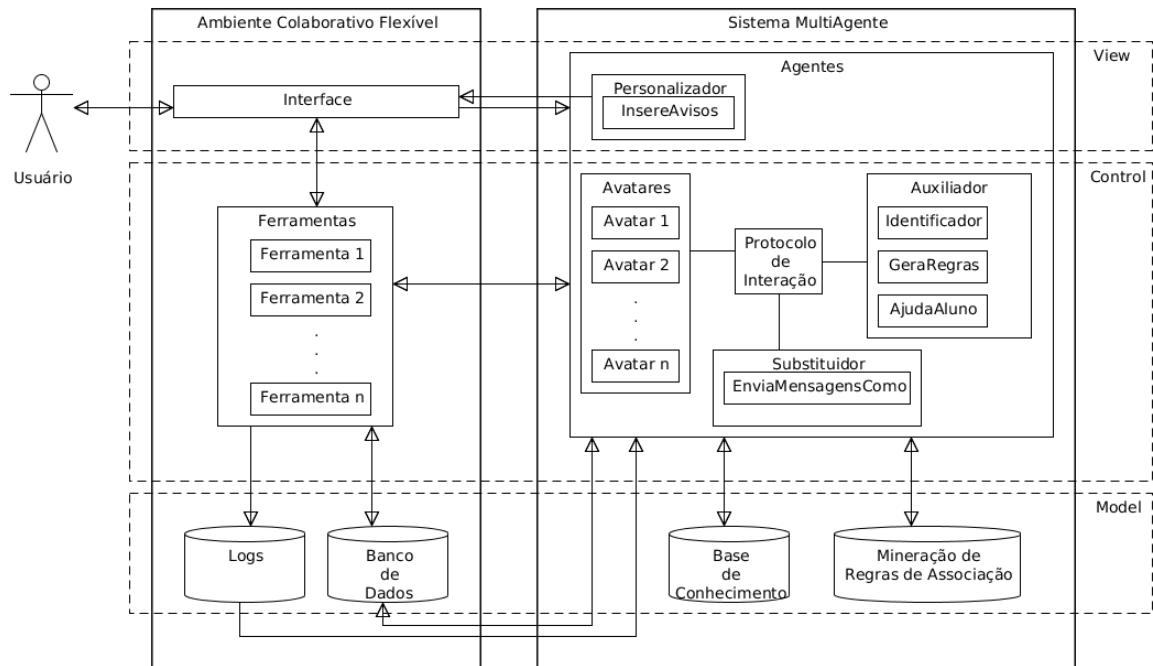 Ambiente Colaborativo Flexível
Sistema MultiAgente
View
Agentes
Personalizador
InsereAvisos
Interface
Usuário
Control
Ferramentas
Ferramenta 1
Ferramenta 2
.
.
.
Ferramenta n
Avatares
Avatar 1
Avatar 2
.
.
.
Avatar n
Protocolo
de
Interação
Auxiliador
Identificador
GeraRegras
AjudaAluno
Substituidor
EnviaMensagensComo
Model
Logs
Banco
de
Dados
Base
de
Conhecimento
Mineração de
Regras de Associação